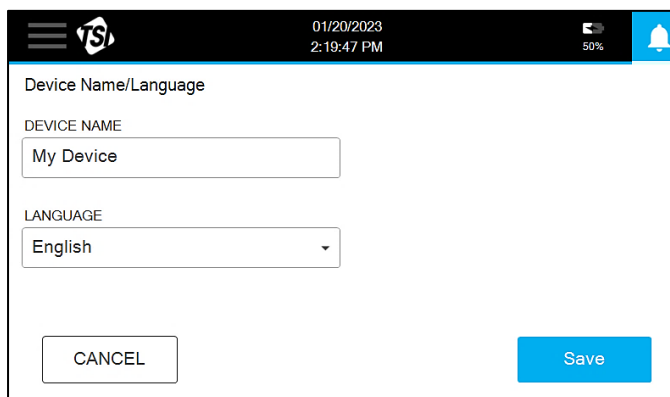 TSI
01/20/2023
2:19:47 PM
50%
Device Name/Language
DEVICE NAME
My Device
LANGUAGE
English
CANCEL
Save